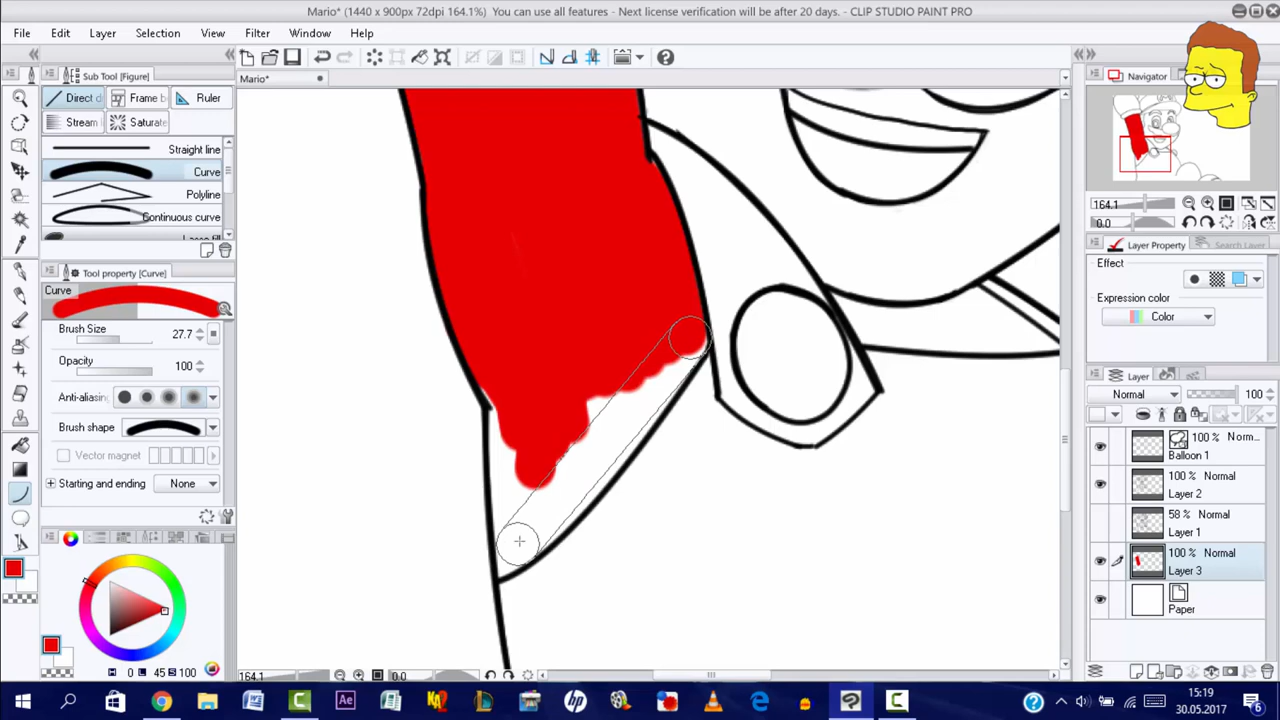 Mario* (1440 x 900px 72dpi 164.1%) You can use all features - Next license verification will be after 20 days. - CLIP STUDIO PAINT PRO
File Edit Layer Selection View Filter Window Help
Sub Tool [Figure]
Mario*
Navigator
Direct d
Frame b
Ruler
Stream l
Saturate
Straight line
Curve
Polyline
Continuous curve
164.1
0.0
Tool property [Curve]
Curve
Brush Size 27.7
Opacity 100
Anti-aliasing
Brush shape
Vector magnet
Starting and ending None
H 0 L 45 S 100
Layer Property
Search Layer
Effect
Expression color
Color
Layer
Normal 100
100 % Norm...
Balloon 1
100 % Normal
Layer 2
58 % Normal
Layer 1
100 % Normal
Layer 3
Paper
164.1 0.0
15:19
30.05.2017
6